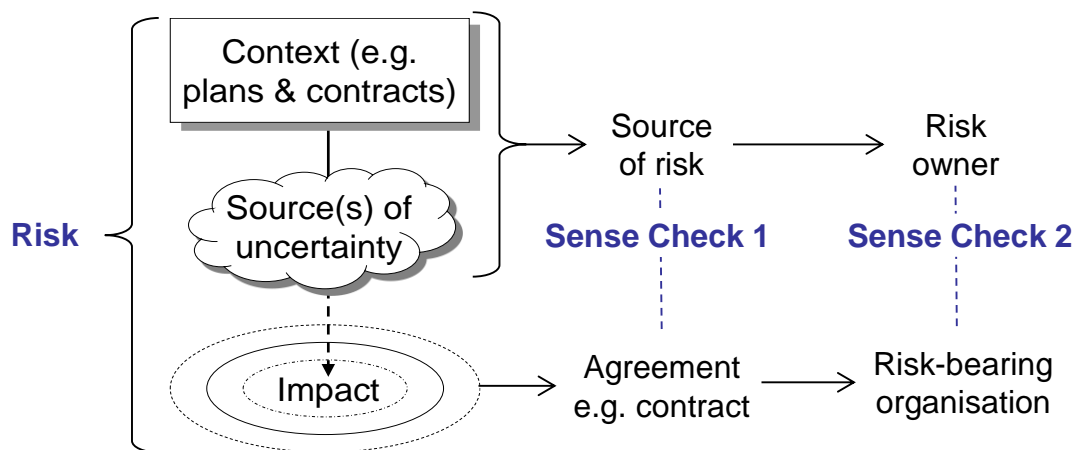 Context (e.g.
plans & contracts)
Source
of risk
Risk
owner
Source(s) of
uncertainty
Risk
Sense Check 1
Sense Check 2
Impact
Agreement
e.g. contract
Risk-bearing
organisation